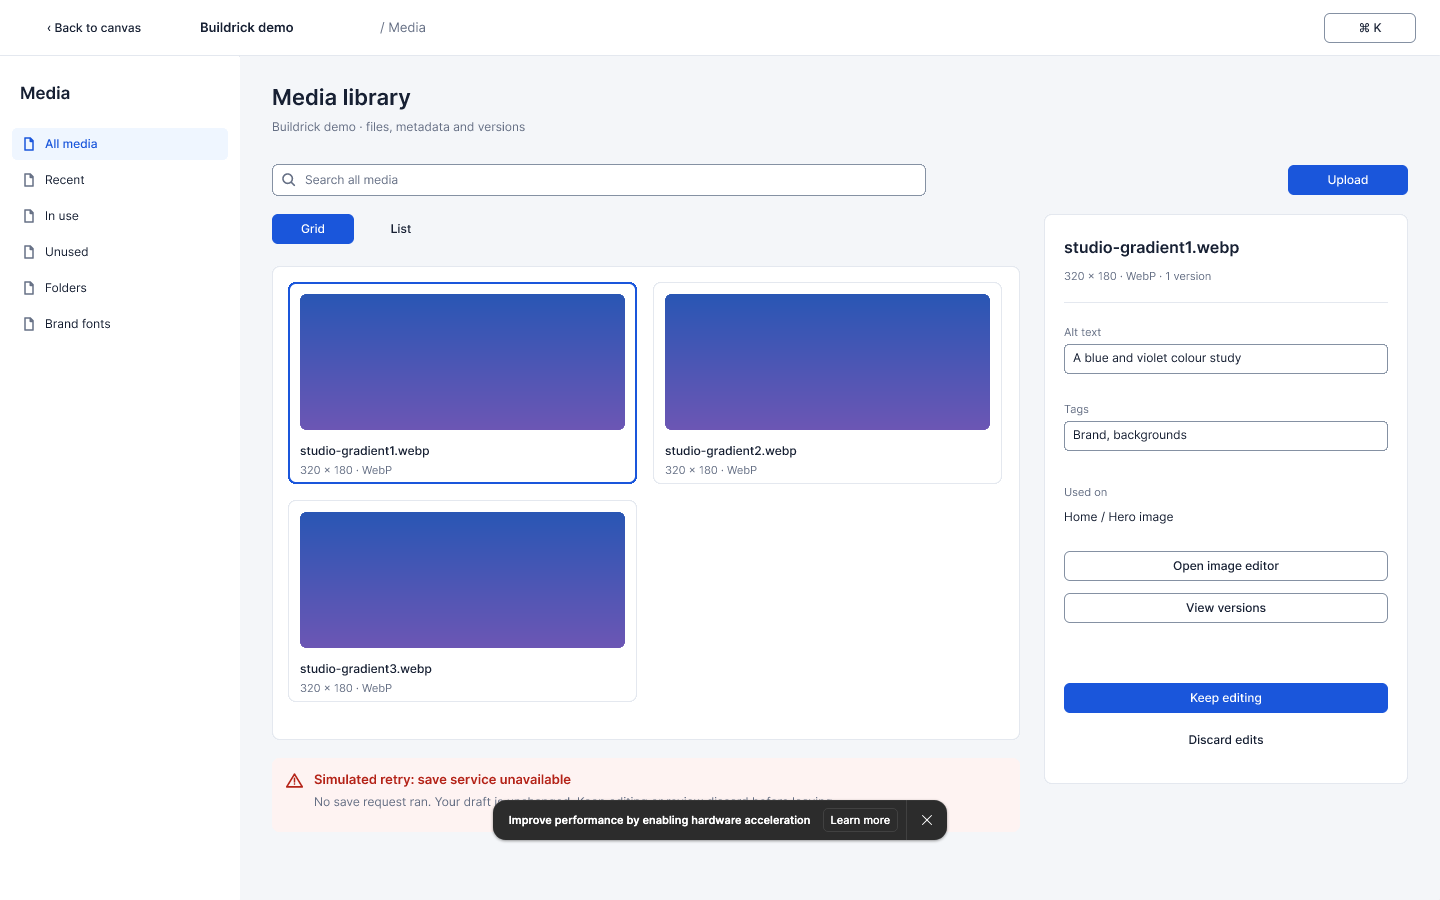 ‹ Back to canvas
Buildrick demo
/ Media
⌘ K
Media
All media
Recent
In use
Unused
Folders
Brand fonts
Media library
Buildrick demo · files, metadata and versions
Search all media
Upload
Grid
List
studio-gradient1.webp
320 × 180 · WebP
studio-gradient2.webp
320 × 180 · WebP
studio-gradient3.webp
320 × 180 · WebP
studio-gradient1.webp
320 × 180 · WebP · 1 version
Alt text
A blue and violet colour study
Tags
Brand, backgrounds
Used on
Home / Hero image
Open image editor
View versions
Keep editing
Discard edits
Simulated retry: save service unavailable
No save request ran. Your draft
Improve performance by enabling hardware acceleration
Learn more